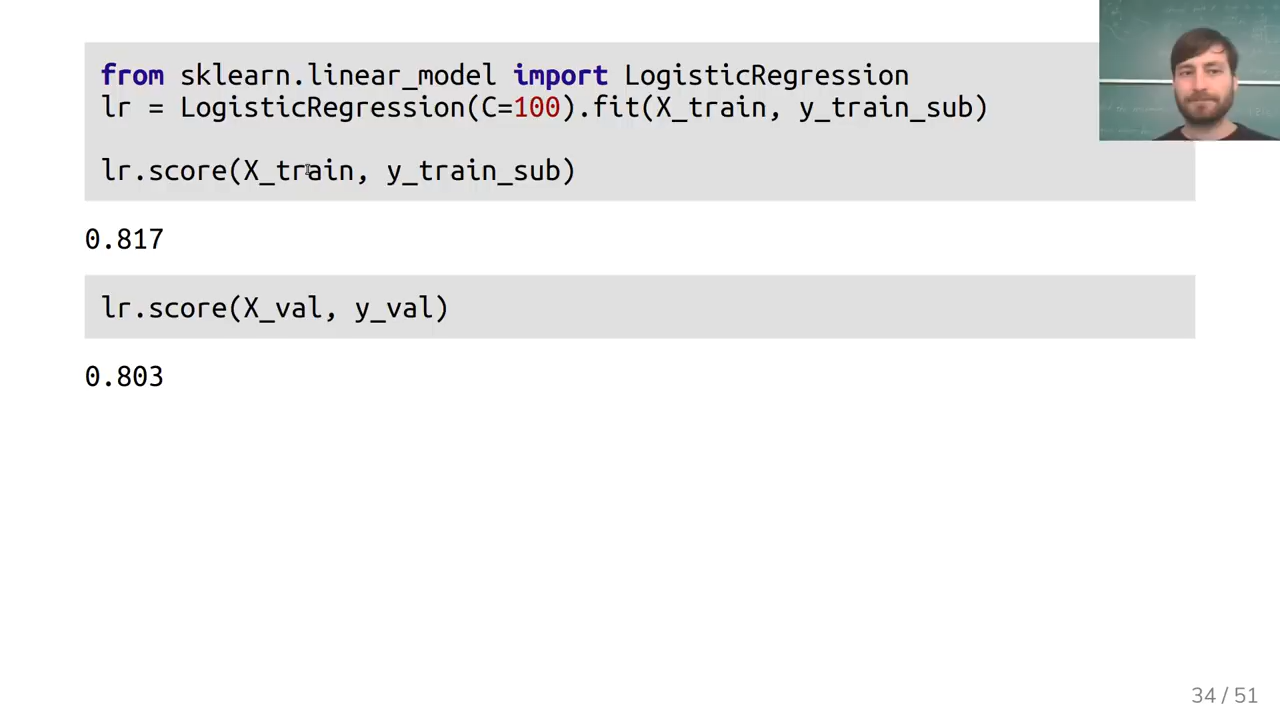 from sklearn.linear_model import LogisticRegression
lr = LogisticRegression(C=100).fit(X_train, y_train_sub)
lr.score(X_train, y_train_sub)
0.817
lr.score(X_val, y_val)
0.803
34 / 51